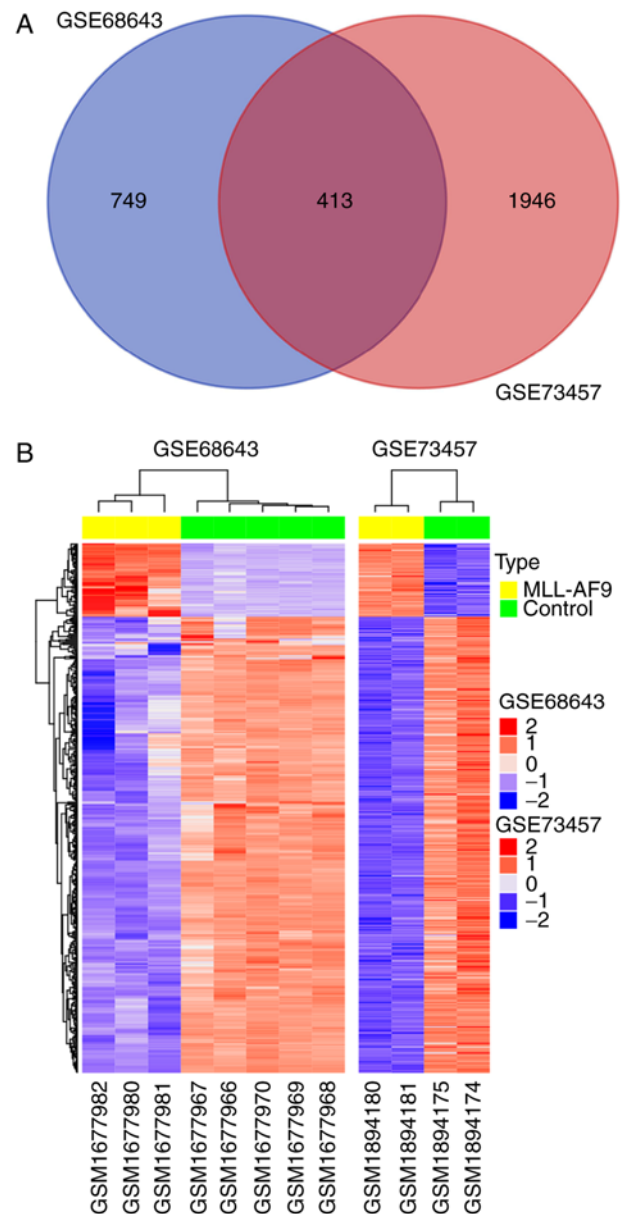 A
GSE68643
749
413
1946
GSE73457
B
GSE68643
GSE73457
Type
MLL-AF9
Control
GSE68643
2
1
0
−1
−2
GSE73457
2
1
0
−1
−2
GSM1677982
GSM1677980
GSM1677981
GSM1677967
GSM1677966
GSM1677970
GSM1677969
GSM1677968
GSM1894180
GSM1894181
GSM1894175
GSM1894174